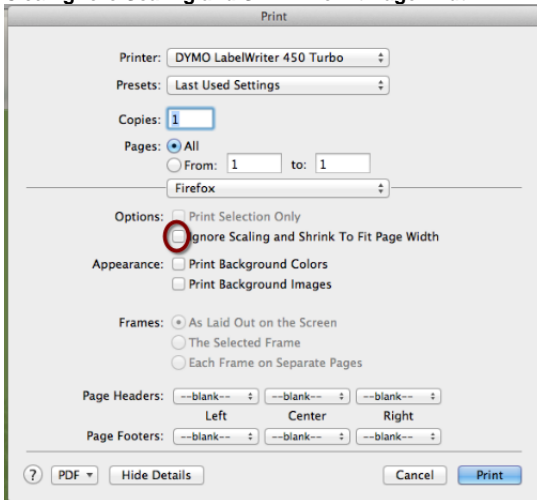 Print
Printer: DYMO LabelWriter 450 Turbo
Presets: Last Used Settings
Copies: 1
Pages: All
From: 1 to: 1
Firefox
Options: Print Selection Only
Ignore Scaling and Shrink To Fit Page Width
Appearance: Print Background Colors
Print Background Images
Frames: As Laid Out on the Screen
The Selected Frame
Each Frame on Separate Pages
Page Headers: --blank-- --blank-- --blank--
Left Center Right
Page Footers: --blank-- --blank-- --blank--
? PDF Hide Details Cancel Print